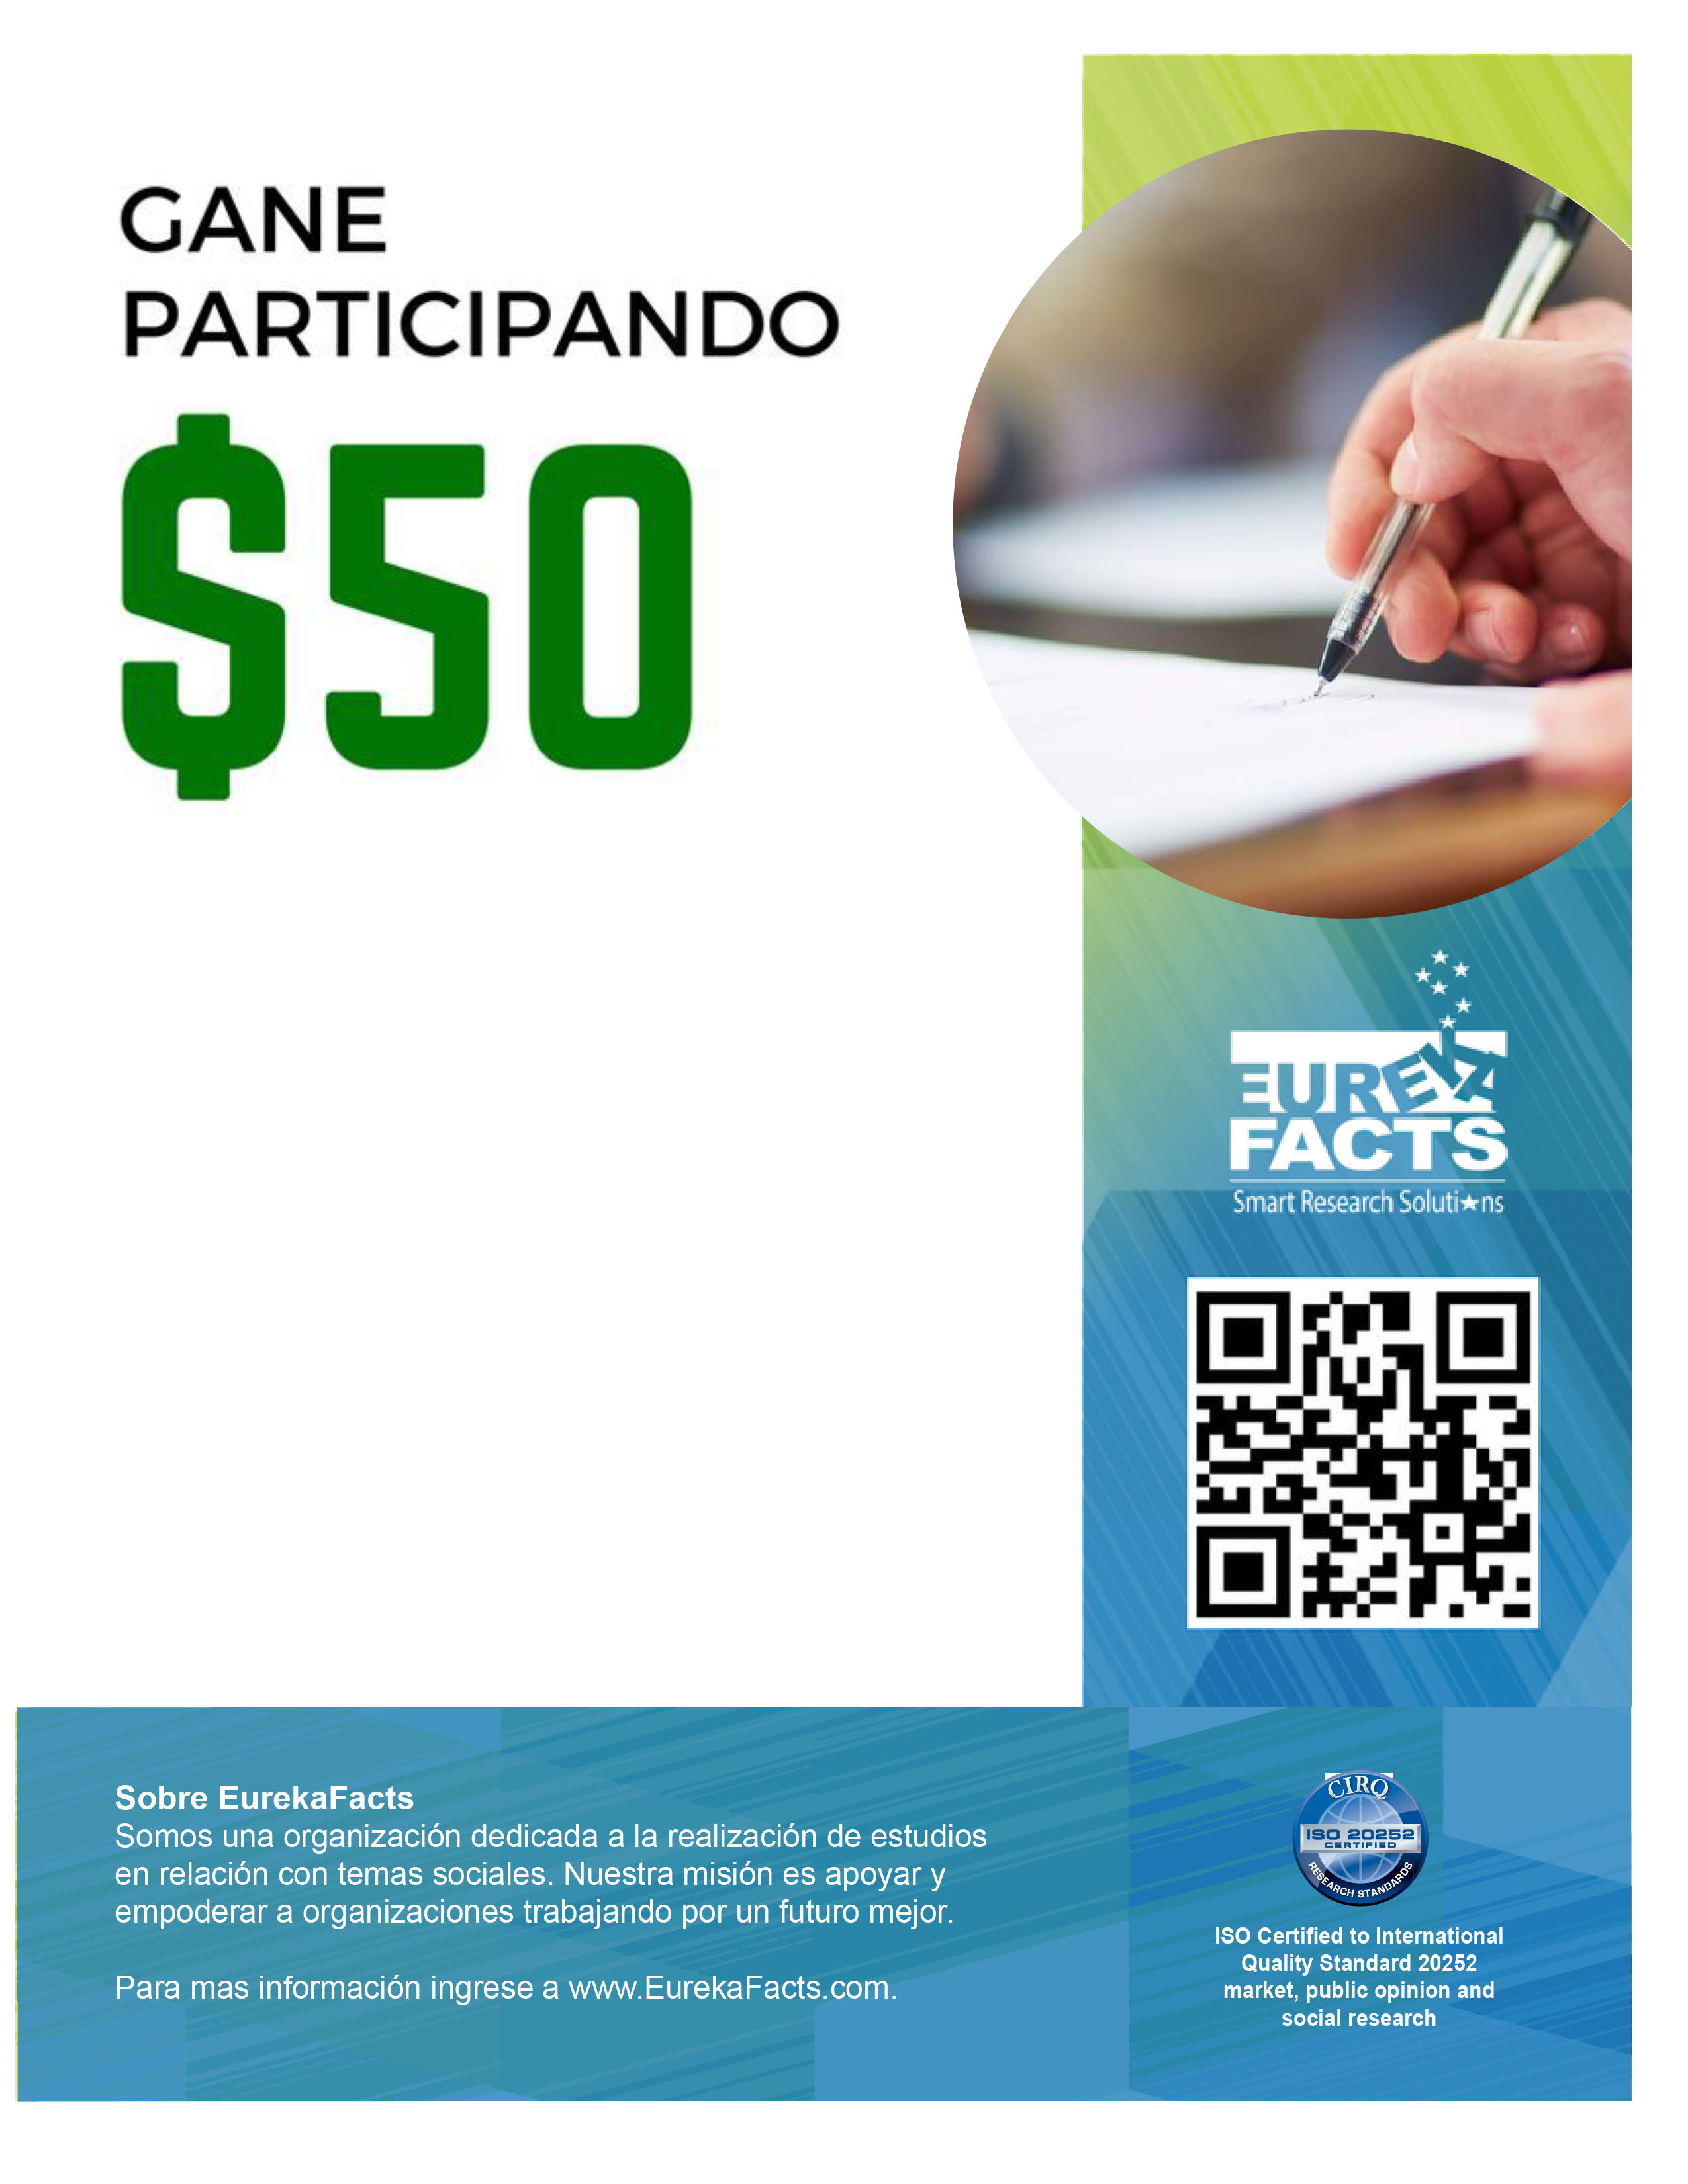 GANE
PARTICIPANDO
$50
EUREKA
FACTS
Smart Research Soluti★ns
Sobre EurekaFacts
Somos una organización dedicada a la realización de estudios
en relación con temas sociales. Nuestra misión es apoyar y
empoderar a organizaciones trabajando por un futuro mejor.
Para mas información ingrese a www.EurekaFacts.com.
CIRQ
ISO 20252
CERTIFIED
RESEARCH STANDARDS
ISO Certified to International
Quality Standard 20252
market, public opinion and
social research